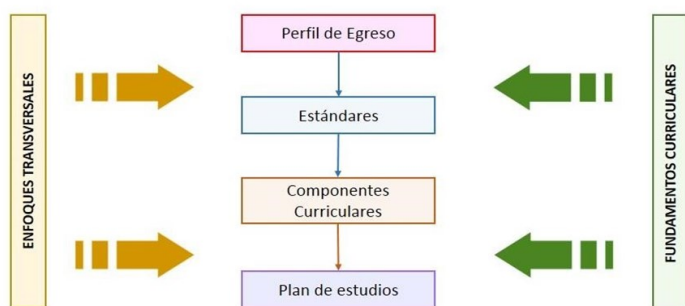 ENFOQUES TRANSVERSALES
Perfil de Egreso
Estándares
Componentes
Curriculares
Plan de estudios
FUNDAMENTOS CURRICULARES